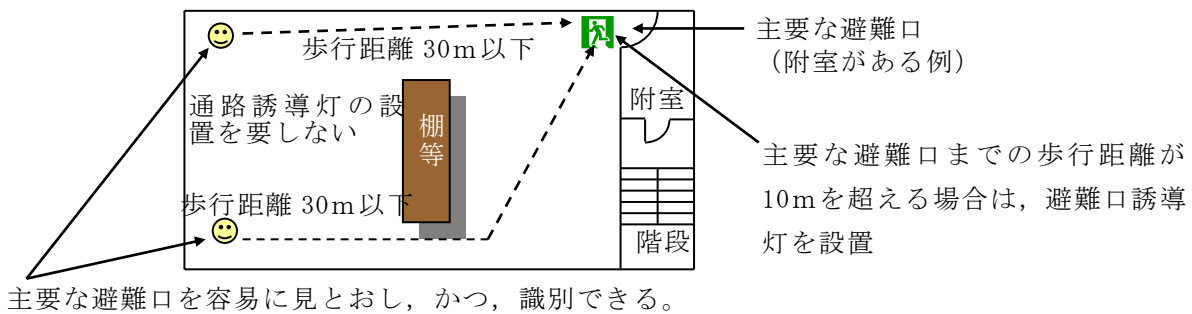 主要な避難口
（附室がある例）
歩行距離 30ｍ以下
通路誘導灯の設
置を要しない
棚等
附室
主要な避難口までの歩行距離が
10ｍを超える場合は，避難口誘導
灯を設置
歩行距離 30ｍ以下
階段
主要な避難口を容易に見とおし，かつ，識別できる。